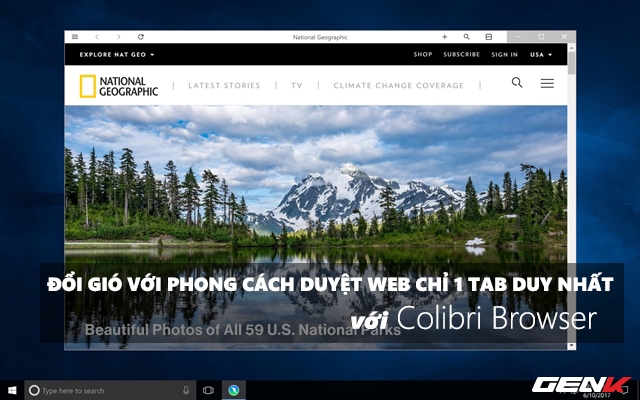 National Geographic
EXPLORE NAT GEO SHOP SUBSCRIBE SIGN IN USA
NATIONAL GEOGRAPHIC
LATEST STORIES TV CLIMATE CHANGE COVERAGE
ĐỔI GIÓ VỚI PHONG CÁCH DUYỆT WEB CHỈ 1 TAB DUY NHẤT
với Colibri Browser
Beautiful Photos of All 59 U.S. National Parks
Type here to search
GENK
6/10/2017